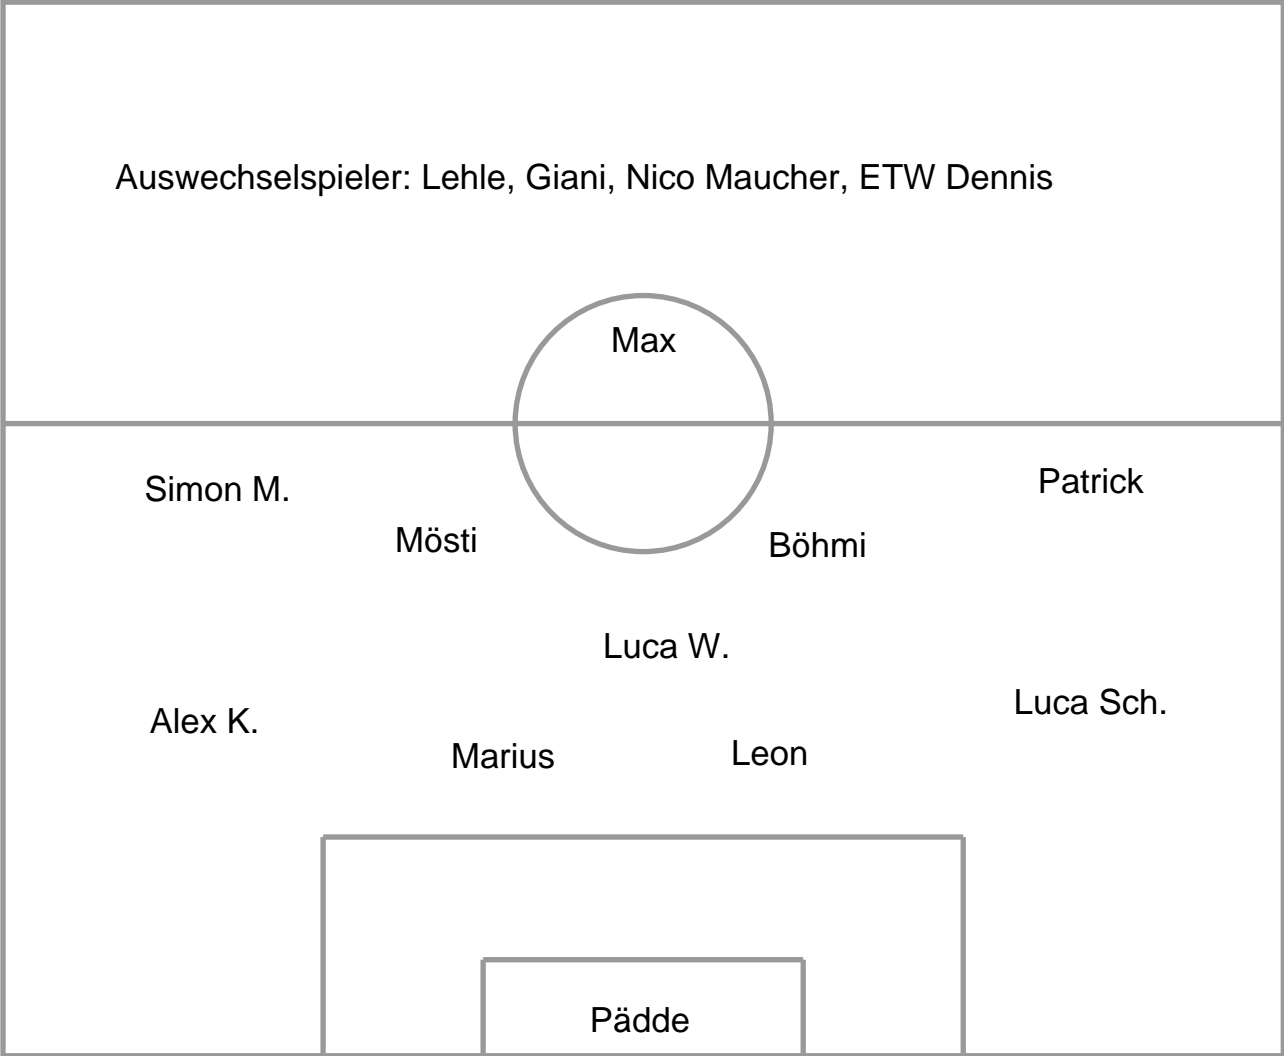 Auswechselspieler: Lehle, Giani, Nico Maucher, ETW Dennis
Max
Simon M.
Patrick
Mösti
Böhmi
Luca W.
Alex K.
Luca Sch.
Marius
Leon
Pädde